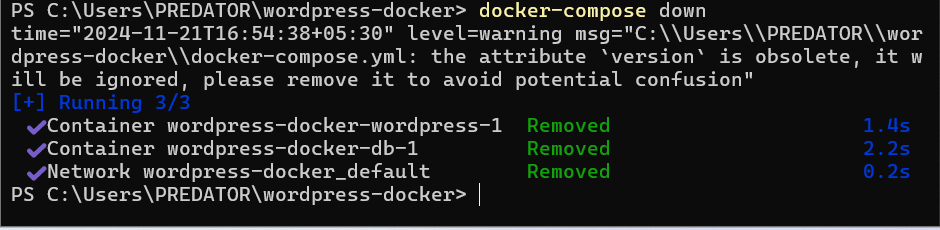 PS C:\Users\PREDATOR\wordpress-docker> docker-compose down
time="2024-11-21T16:54:38+05:30" level=warning msg="C:\\Users\\PREDATOR\\wor
dpress-docker\\docker-compose.yml: the attribute `version` is obsolete, it w
ill be ignored, please remove it to avoid potential confusion"
[+] Running 3/3
✔Container wordpress-docker-wordpress-1  Removed 1.4s
✔Container wordpress-docker-db-1 Removed 2.2s
✔Network wordpress-docker_default Removed 0.2s
PS C:\Users\PREDATOR\wordpress-docker>